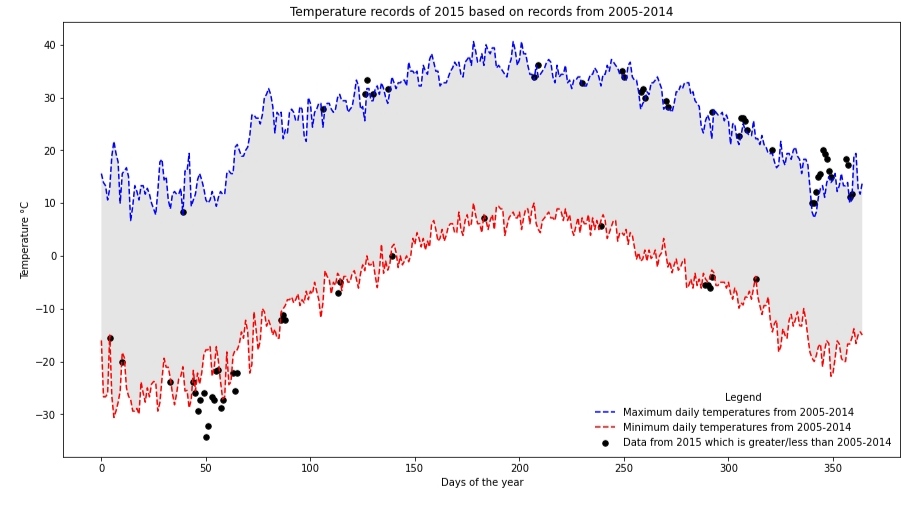 Temperature records of 2015 based on records from 2005-2014
Temperature °C
40
30
20
10
0
−10
−20
−30
0
50
100
150
200
250
300
350
Days of the year
Legend
Maximum daily temperatures from 2005-2014
Minimum daily temperatures from 2005-2014
Data from 2015 which is greater/less than 2005-2014